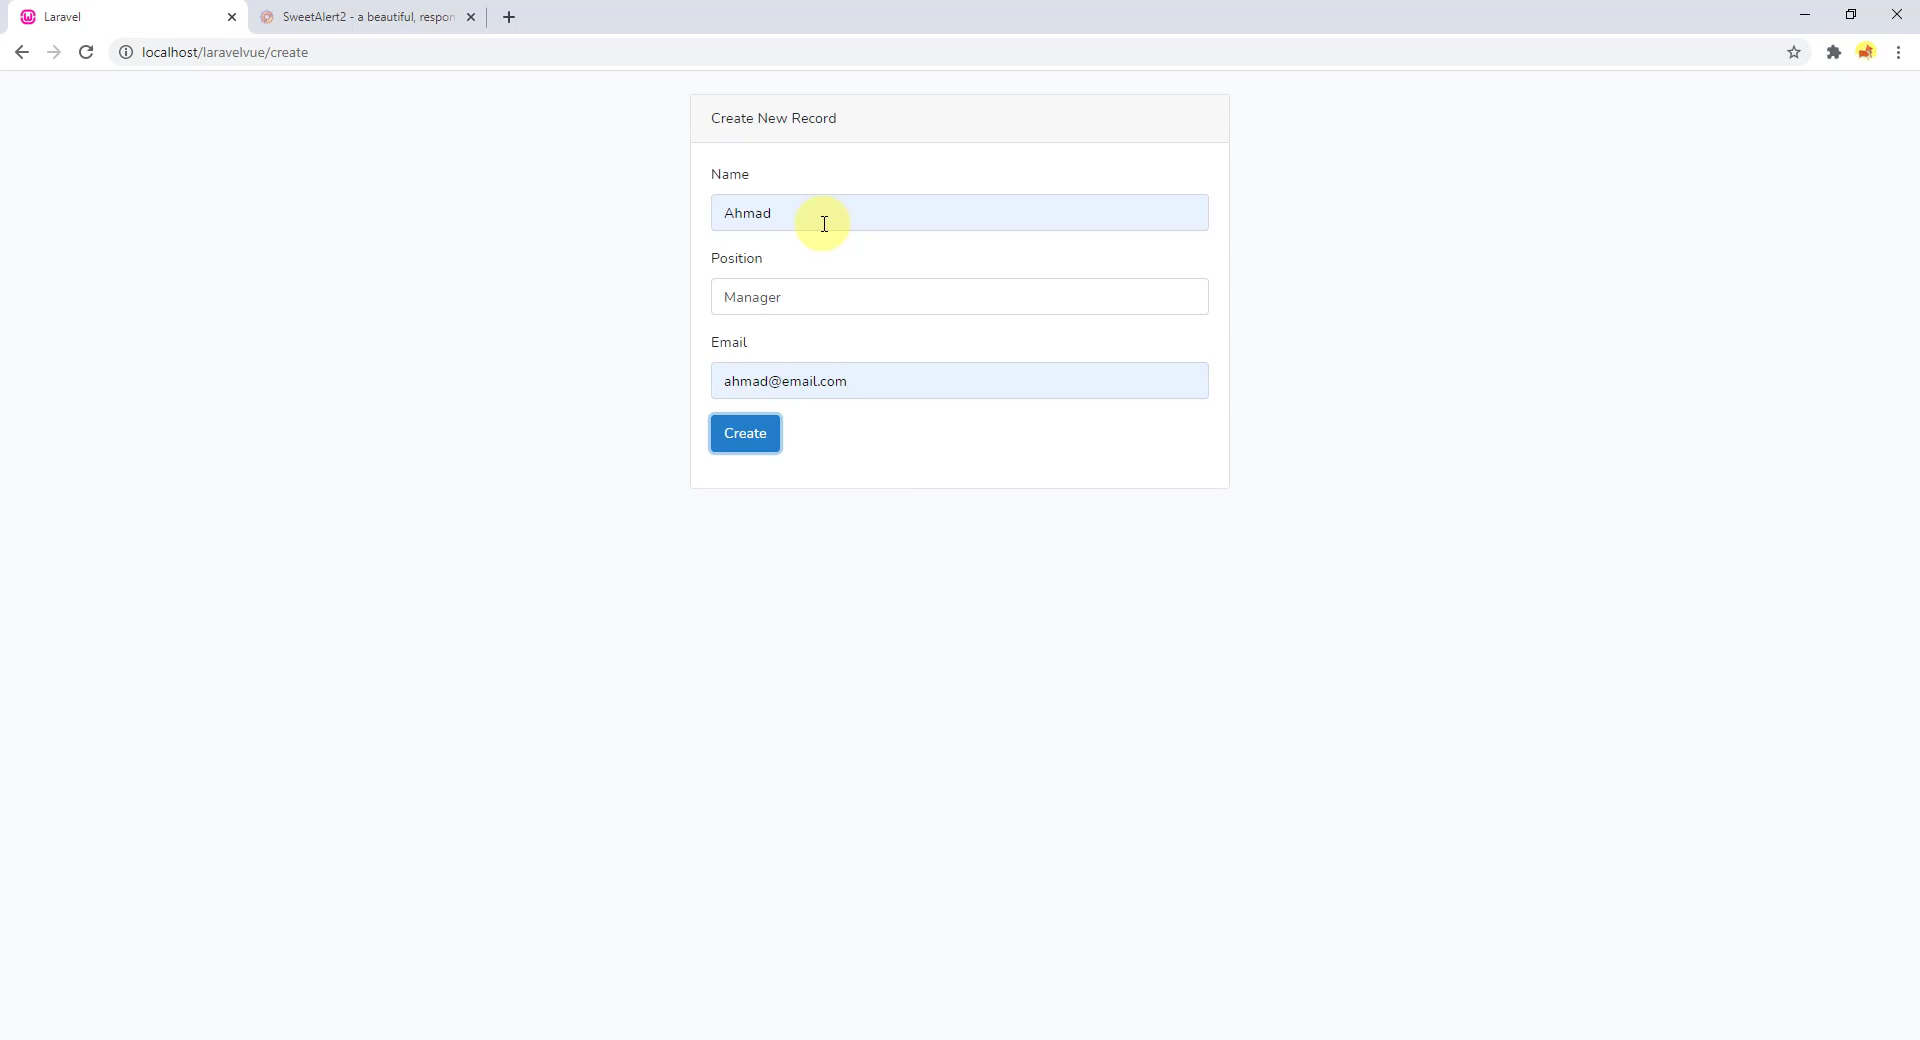 Laravel
SweetAlert2 - a beautiful, respon
localhost/laravelvue/create
Create New Record
Name
Ahmad
Position
Manager
Email
ahmad@email.com
Create